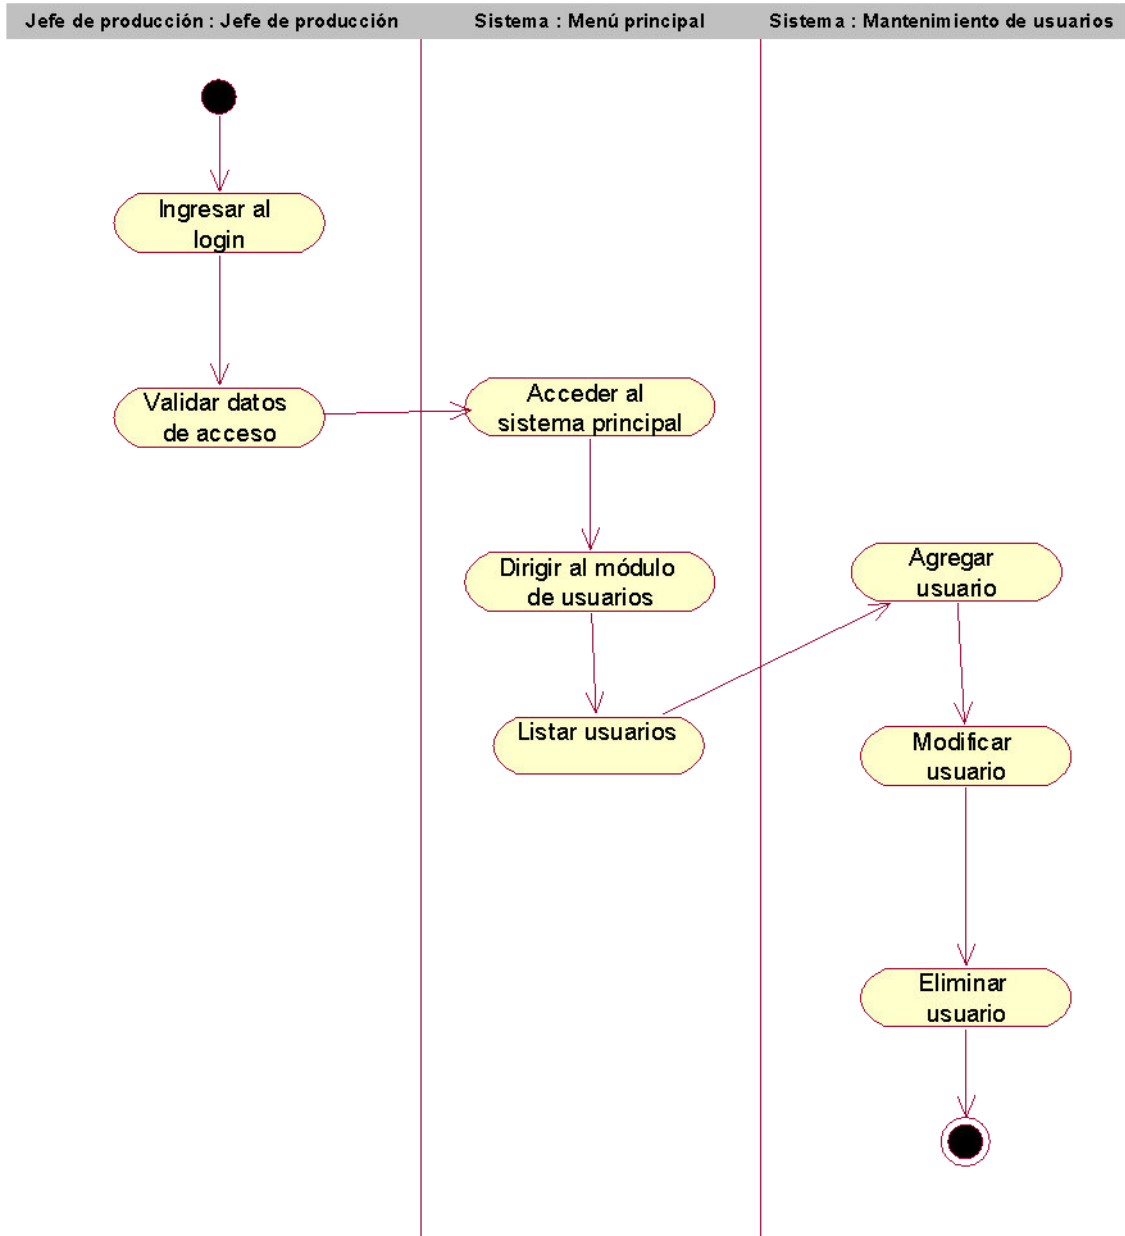 Jefe de producción : Jefe de producción
Sistema : Menú principal
Sistema : Mantenimiento de usuarios
Ingresar al
login
Validar datos
de acceso
Acceder al
sistema principal
Dirigir al módulo
de usuarios
Listar usuarios
Agregar
usuario
Modificar
usuario
Eliminar
usuario